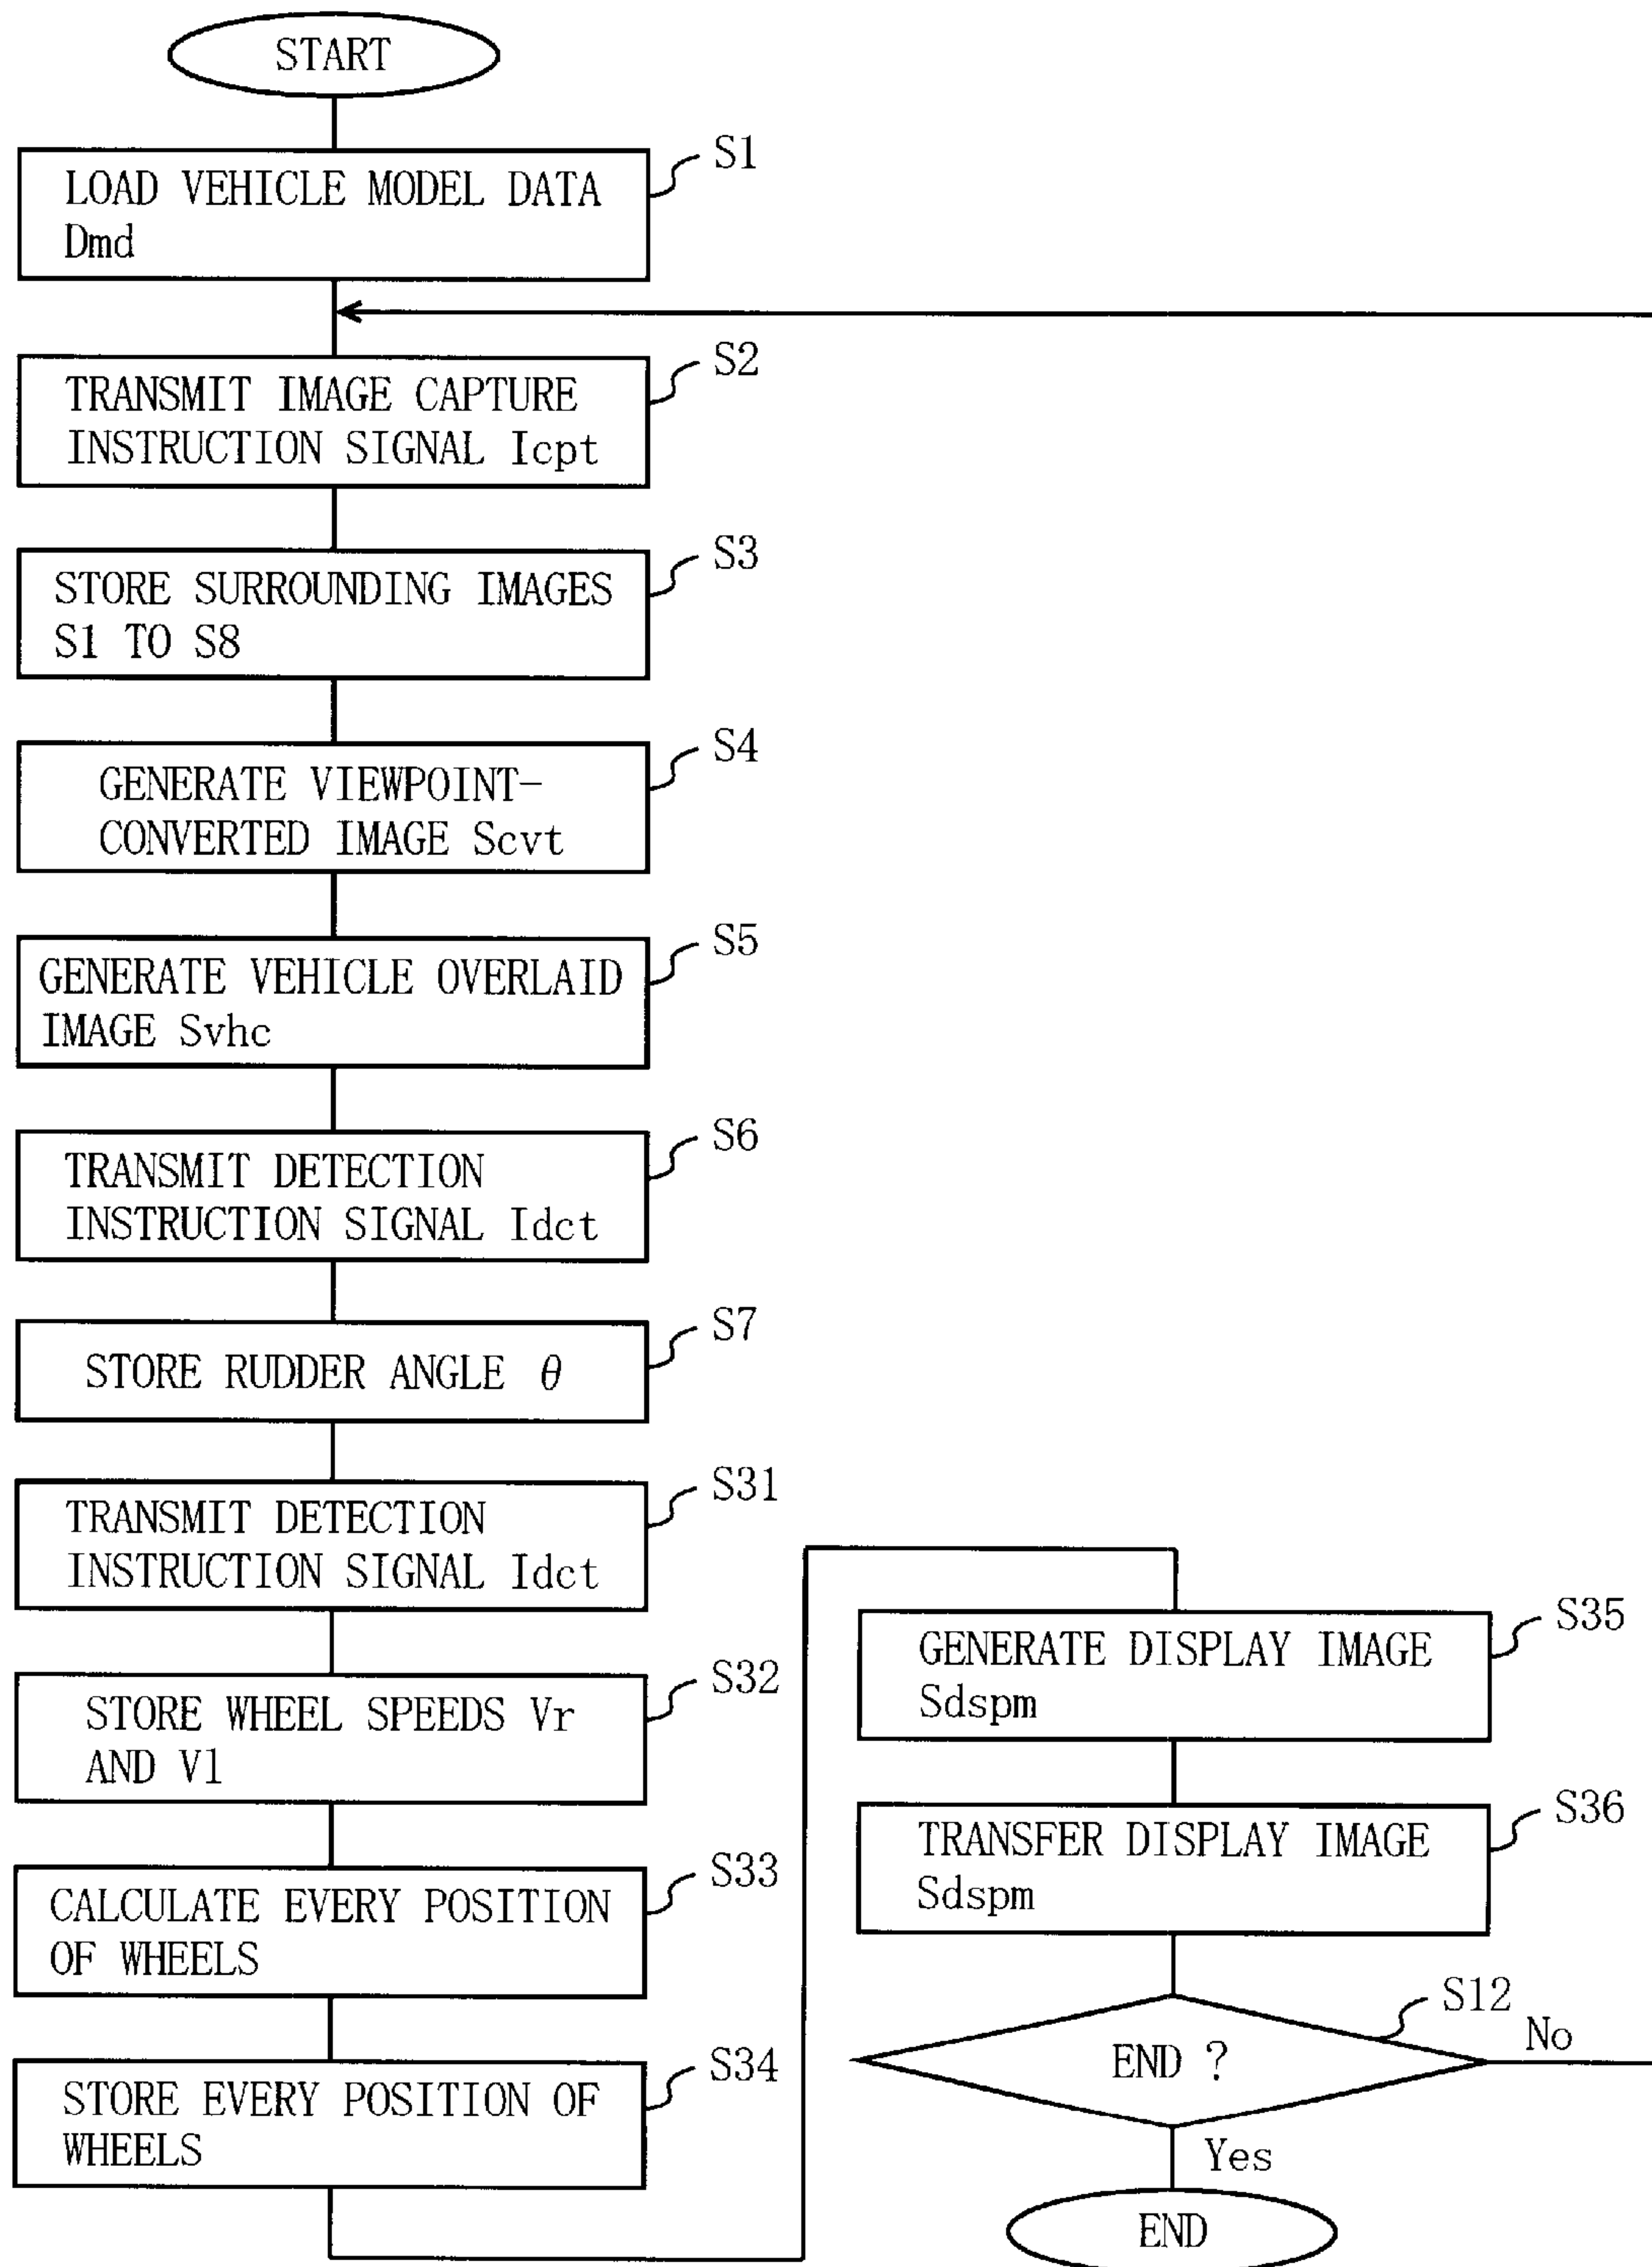 START
S1
LOAD VEHICLE MODEL DATA
Dmd
S2
TRANSMIT IMAGE CAPTURE
INSTRUCTION SIGNAL Icpt
S3
STORE SURROUNDING IMAGES
S1 TO S8
S4
GENERATE VIEWPOINT-
CONVERTED IMAGE Scvt
S5
GENERATE VEHICLE OVERLAID
IMAGE Svhc
S6
TRANSMIT DETECTION
INSTRUCTION SIGNAL Idct
S7
STORE RUDDER ANGLE θ
S31
TRANSMIT DETECTION
INSTRUCTION SIGNAL Idct
S32
STORE WHEEL SPEEDS Vr
AND Vl
S33
CALCULATE EVERY POSITION
OF WHEELS
S34
STORE EVERY POSITION OF
WHEELS
S35
GENERATE DISPLAY IMAGE
Sdspm
S36
TRANSFER DISPLAY IMAGE
Sdspm
S12
END ?
No
Yes
END